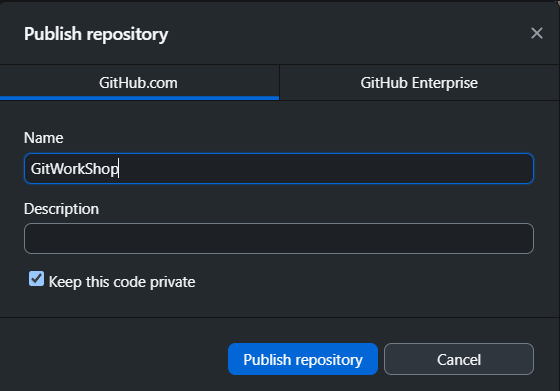 Publish repository
GitHub.com
GitHub Enterprise
Name
GitWorkShop
Description
Keep this code private
Publish repository
Cancel